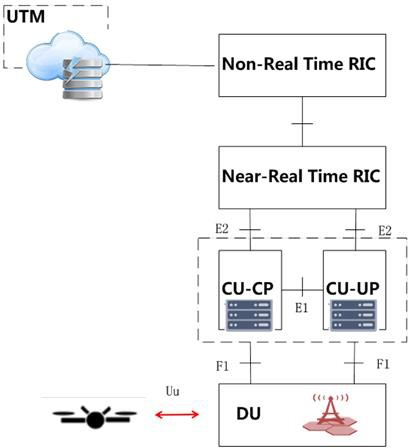 UTM
Non-Real Time RIC
Near-Real Time RIC
E2
E2
CU-CP
CU-UP
E1
F1
F1
Uu
DU